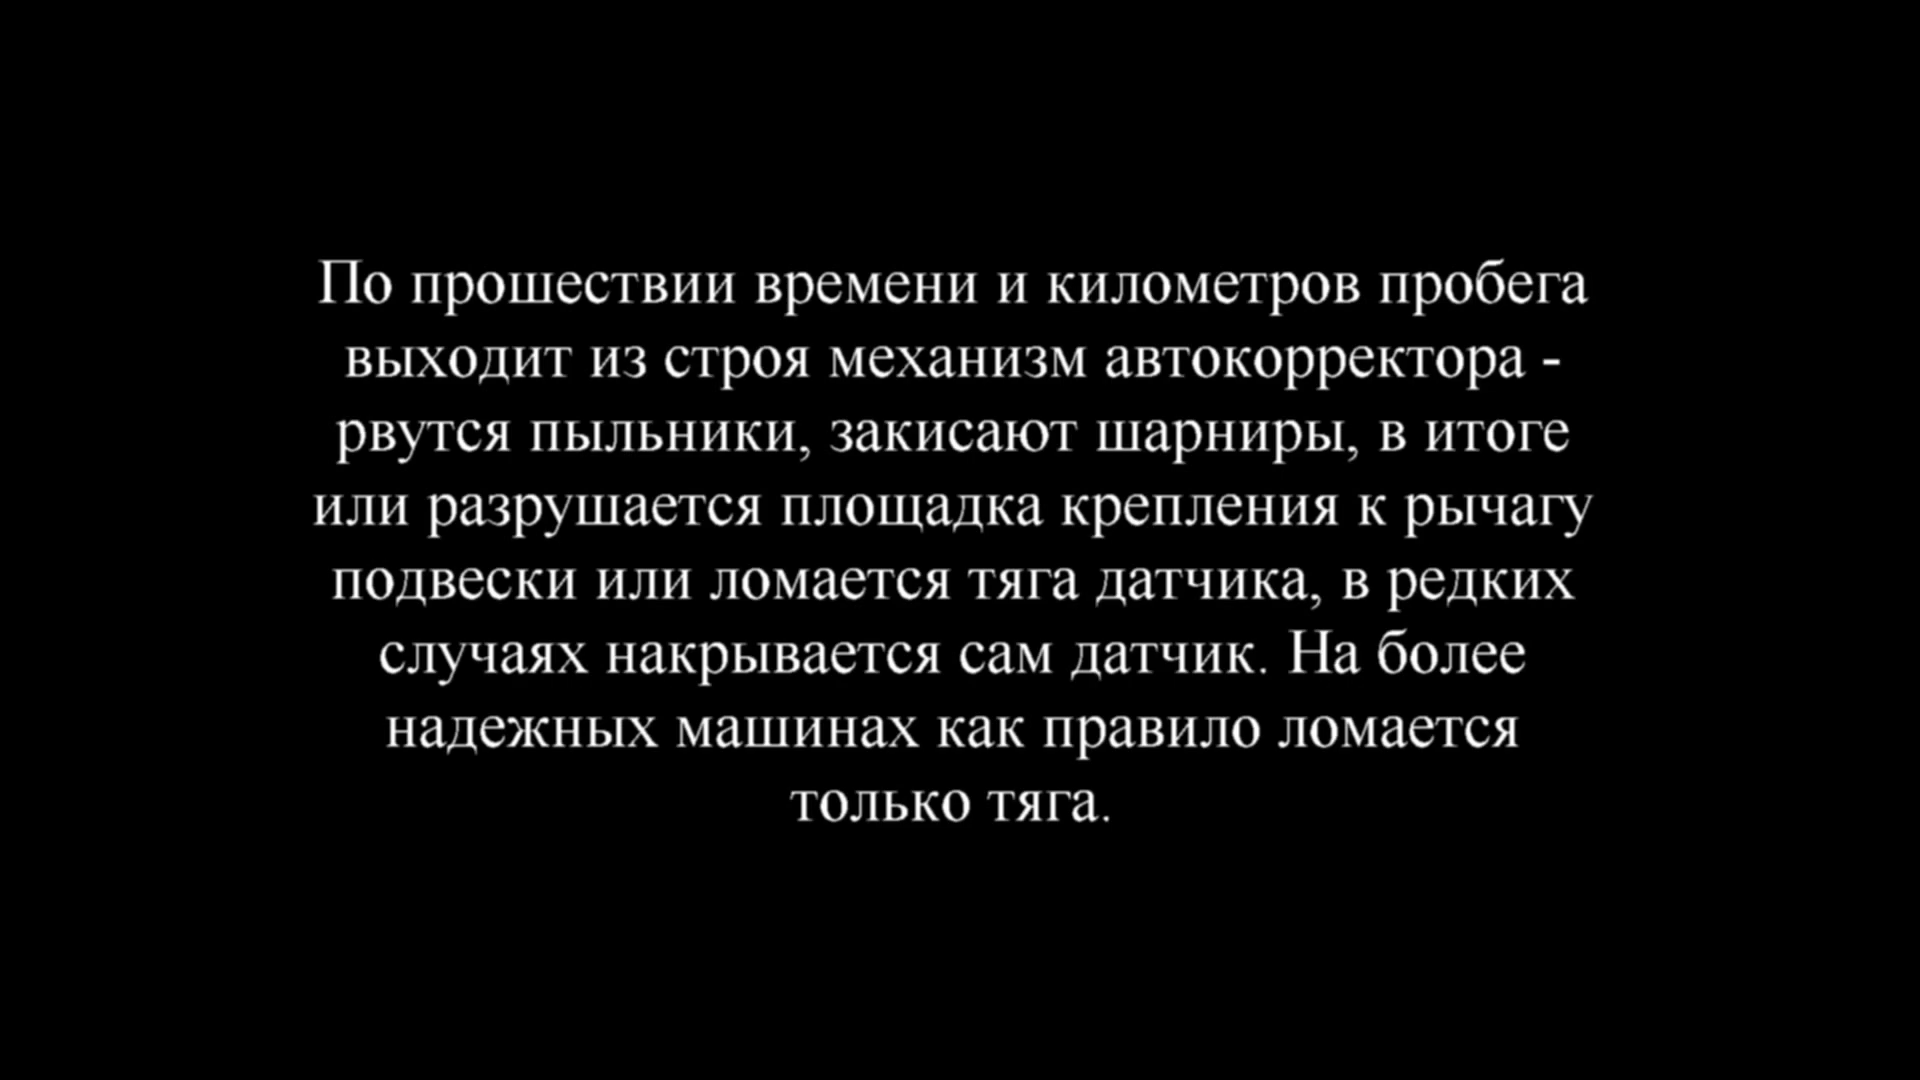 По прошествии времени и километров пробега
выходит из строя механизм автокорректора -
рвутся пыльники, закисают шарниры, в итоге
или разрушается площадка крепления к рычагу
подвески или ломается тяга датчика, в редких
случаях накрывается сам датчик. На более
надежных машинах как правило ломается
только тяга.